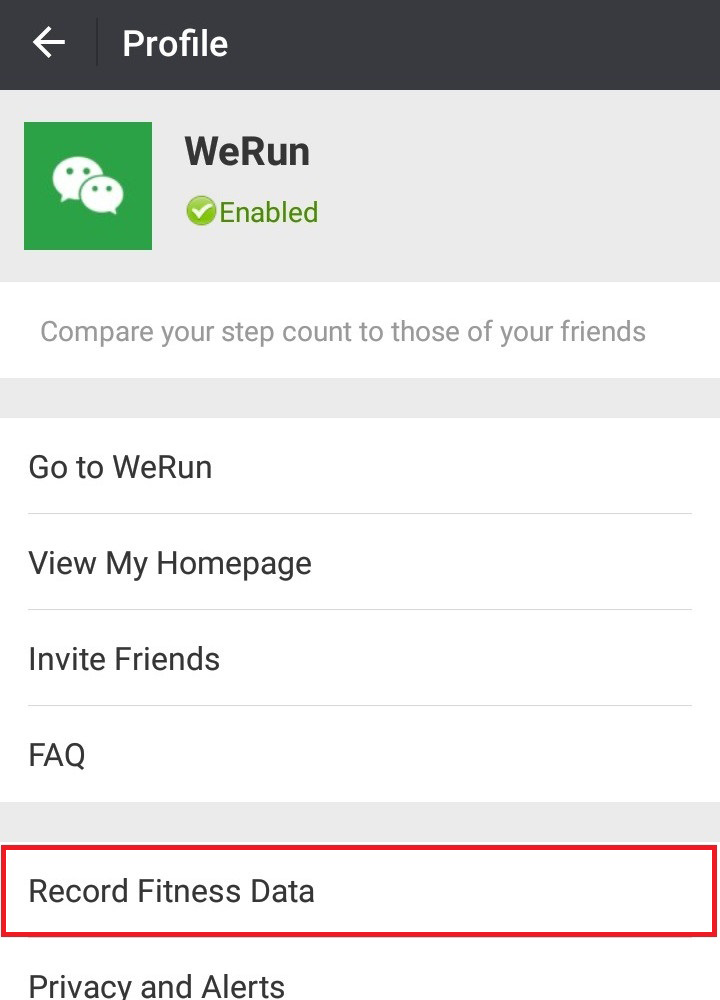 Profile
WeRun
Enabled
Compare your step count to those of your friends
Go to WeRun
View My Homepage
Invite Friends
FAQ
Record Fitness Data
Privacy and Alerts